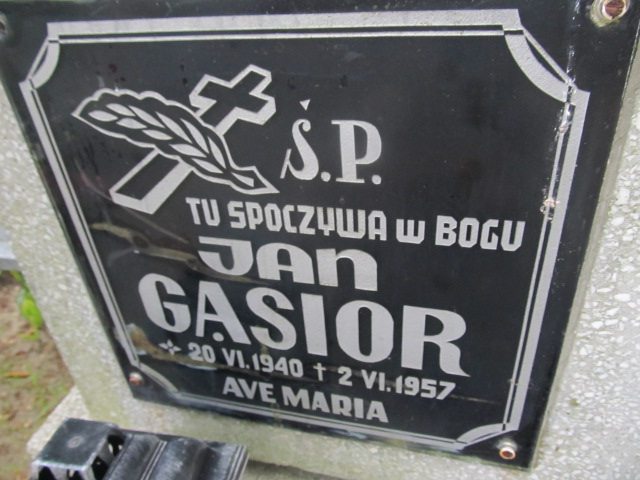 Ś.P.
TU SPOCZYWA W BOGU
JAN
GĄSIOR
* 20 VI.1940 † 2 VI.1957
AVE MARIA